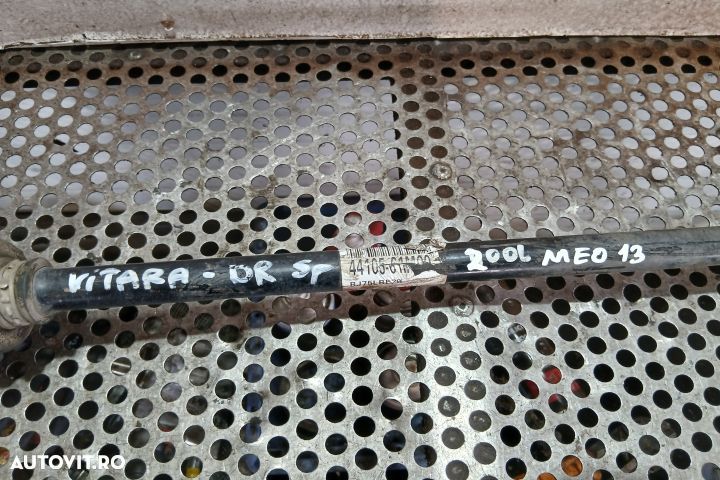 VITARA - DR SP
44105-61M00
200L MEO 13
AUTOVIT.RO